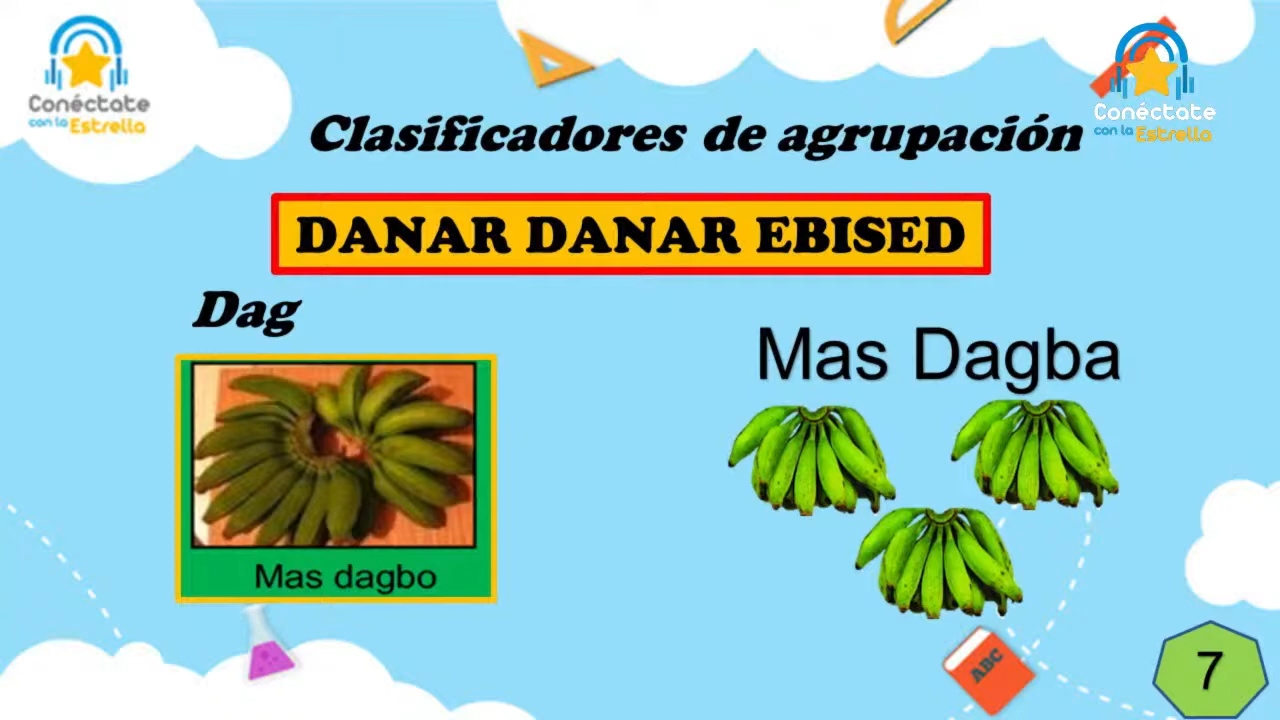 Conéctate
con la Estrella
Conéctate
con la Estrella
Clasificadores de agrupación
DANAR DANAR EBISED
Dag
Mas dagbo
Mas Dagba
ABC
7